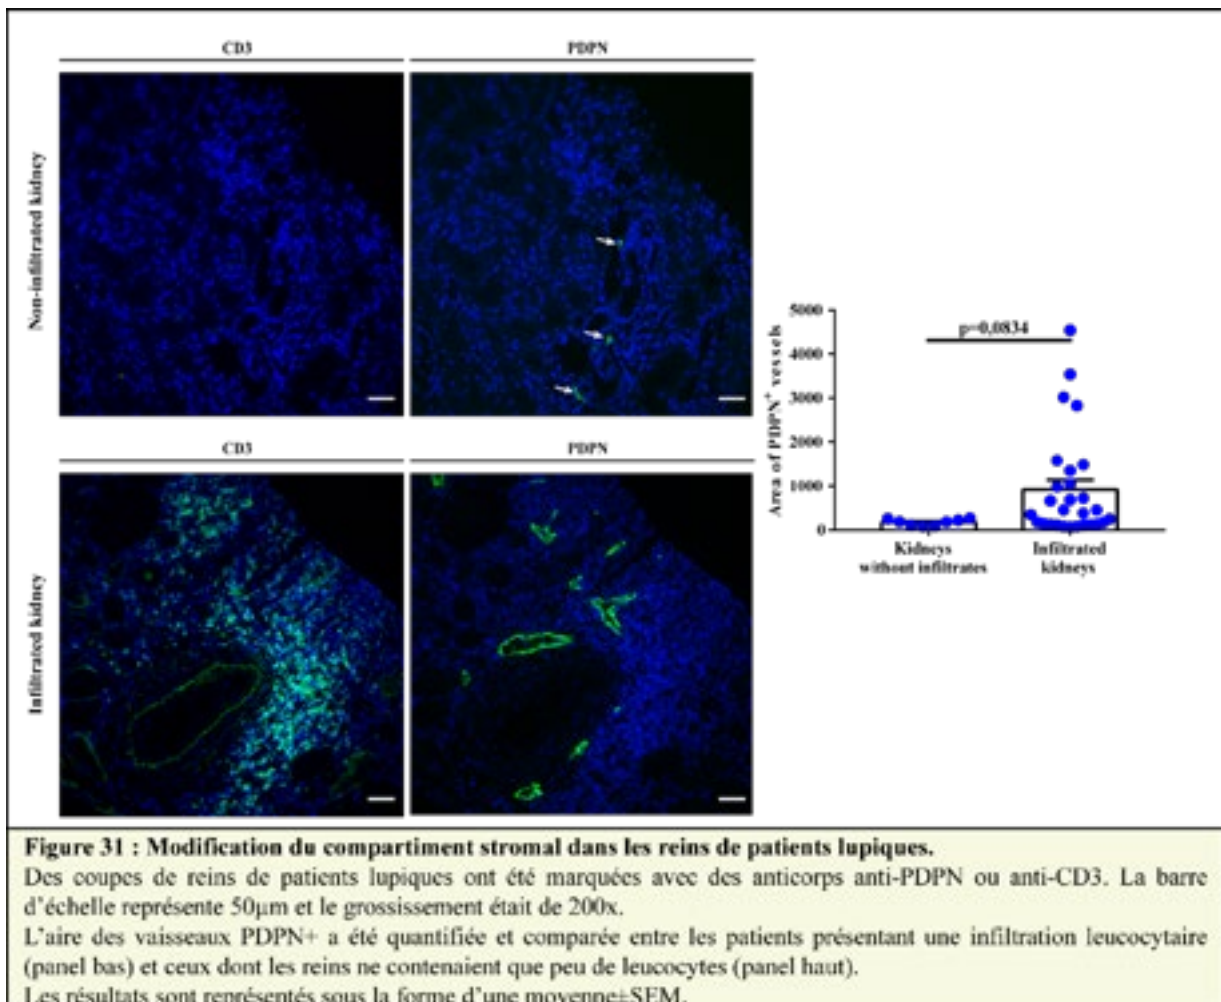 CD3
PDPN
Non-infiltrated kidney
CD3
PDPN
Infiltrated kidney
Area of PDPN+ vessels
5000
4000
3000
2000
1000
0
p=0,0834
Kidneys
without infiltrates
Infiltrated
kidneys
Figure 31 : Modification du compartiment stromal dans les reins de patients lupiques.
Des coupes de reins de patients lupiques ont été marquées avec des anticorps anti-PDPN ou anti-CD3. La barre
d'échelle représente 50µm et le grossissement était de 200x.
L'aire des vaisseaux PDPN+ a été quantifiée et comparée entre les patients présentant une infiltration leucocytaire
(panel bas) et ceux dont les reins ne contenaient que peu de leucocytes (panel haut).
Les résultats sont représentés sous la forme d'une moyenne±SEM.